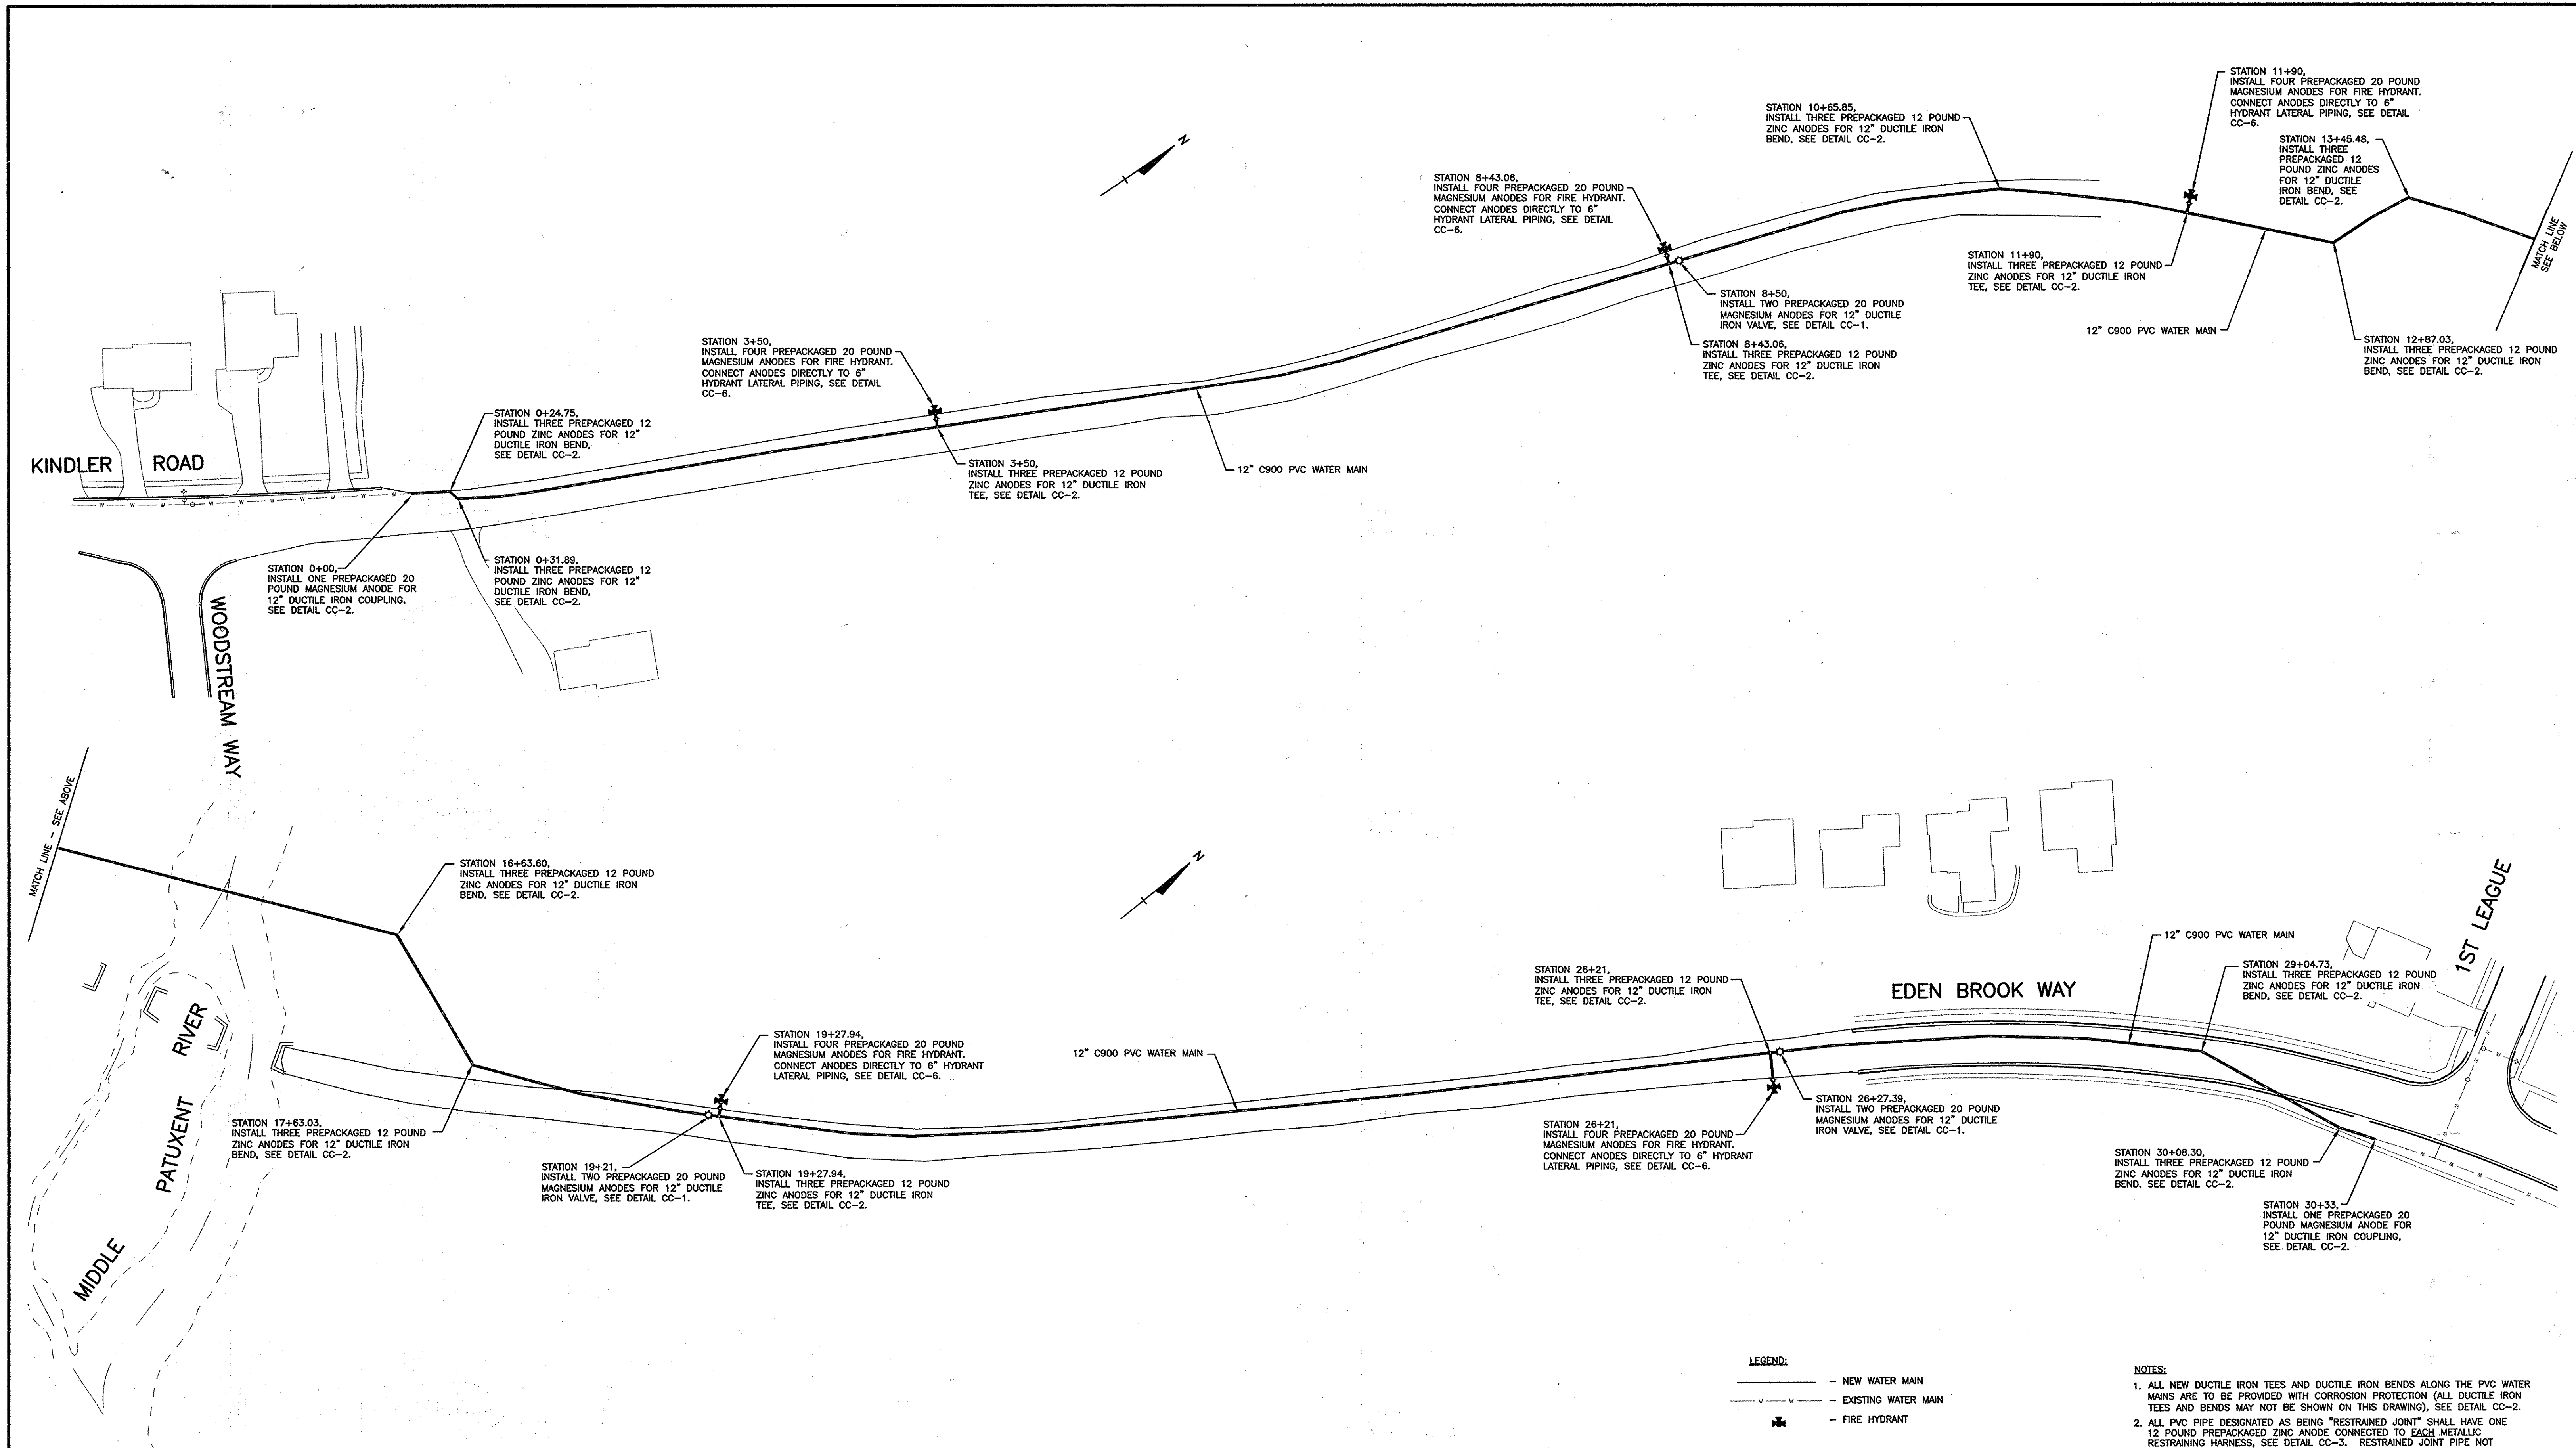 STATION 11+90,
INSTALL FOUR PREPACKAGED 20 POUND
MAGNESIUM ANODES FOR FIRE HYDRANT.
CONNECT ANODES DIRECTLY TO 6"
HYDRANT LATERAL PIPING, SEE DETAIL
CC-6.
STATION 10+65.85,
INSTALL THREE PREPACKAGED 12 POUND
ZINC ANODES FOR 12" DUCTILE IRON
BEND, SEE DETAIL CC-2.
STATION 13+45.48,
INSTALL THREE
PREPACKAGED 12
POUND ZINC ANODES
FOR 12" DUCTILE
IRON BEND, SEE
DETAIL CC-2.
N
STATION 8+43.06,
INSTALL FOUR PREPACKAGED 20 POUND
MAGNESIUM ANODES FOR FIRE HYDRANT.
CONNECT ANODES DIRECTLY TO 6"
HYDRANT LATERAL PIPING, SEE DETAIL
CC-6.
MATCH LINE
SEE BELOW
STATION 11+90,
INSTALL THREE PREPACKAGED 12 POUND
ZINC ANODES FOR 12" DUCTILE IRON
TEE, SEE DETAIL CC-2.
STATION 8+50,
INSTALL TWO PREPACKAGED 20 POUND
MAGNESIUM ANODES FOR 12" DUCTILE
IRON VALVE, SEE DETAIL CC-1.
12" C900 PVC WATER MAIN
STATION 12+87.03,
INSTALL THREE PREPACKAGED 12 POUND
ZINC ANODES FOR 12" DUCTILE IRON
BEND, SEE DETAIL CC-2.
STATION 8+43.06,
INSTALL THREE PREPACKAGED 12 POUND
ZINC ANODES FOR 12" DUCTILE IRON
TEE, SEE DETAIL CC-2.
STATION 3+50,
INSTALL FOUR PREPACKAGED 20 POUND
MAGNESIUM ANODES FOR FIRE HYDRANT.
CONNECT ANODES DIRECTLY TO 6"
HYDRANT LATERAL PIPING, SEE DETAIL
CC-6.
STATION 0+24.75,
INSTALL THREE PREPACKAGED 12
POUND ZINC ANODES FOR 12"
DUCTILE IRON BEND,
SEE DETAIL CC-2.
KINDLER ROAD
STATION 3+50,
INSTALL THREE PREPACKAGED 12 POUND
ZINC ANODES FOR 12" DUCTILE IRON
TEE, SEE DETAIL CC-2.
12" C900 PVC WATER MAIN
W W W W W W W W W W
STATION 0+00,
INSTALL ONE PREPACKAGED 20
POUND MAGNESIUM ANODE FOR
12" DUCTILE IRON COUPLING,
SEE DETAIL CC-2.
STATION 0+31.89,
INSTALL THREE PREPACKAGED 12
POUND ZINC ANODES FOR 12"
DUCTILE IRON BEND,
SEE DETAIL CC-2.
WOODSTREAM WAY
MATCH LINE - SEE ABOVE
STATION 16+63.60,
INSTALL THREE PREPACKAGED 12 POUND
ZINC ANODES FOR 12" DUCTILE IRON
BEND, SEE DETAIL CC-2.
N
1ST LEAGUE
12" C900 PVC WATER MAIN
STATION 26+21,
INSTALL THREE PREPACKAGED 12 POUND
ZINC ANODES FOR 12" DUCTILE IRON
TEE, SEE DETAIL CC-2.
STATION 29+04.73,
INSTALL THREE PREPACKAGED 12 POUND
ZINC ANODES FOR 12" DUCTILE IRON
BEND, SEE DETAIL CC-2.
EDEN BROOK WAY
STATION 19+27.94,
INSTALL FOUR PREPACKAGED 20 POUND
MAGNESIUM ANODES FOR FIRE HYDRANT.
CONNECT ANODES DIRECTLY TO 6" HYDRANT
LATERAL PIPING, SEE DETAIL CC-6.
12" C900 PVC WATER MAIN
MIDDLE PATUXENT RIVER
STATION 17+63.03,
INSTALL THREE PREPACKAGED 12 POUND
ZINC ANODES FOR 12" DUCTILE IRON
BEND, SEE DETAIL CC-2.
STATION 19+21,
INSTALL TWO PREPACKAGED 20 POUND
MAGNESIUM ANODES FOR 12" DUCTILE
IRON VALVE, SEE DETAIL CC-1.
STATION 19+27.94,
INSTALL THREE PREPACKAGED 12 POUND
ZINC ANODES FOR 12" DUCTILE IRON
TEE, SEE DETAIL CC-2.
STATION 26+21,
INSTALL FOUR PREPACKAGED 20 POUND
MAGNESIUM ANODES FOR FIRE HYDRANT.
CONNECT ANODES DIRECTLY TO 6" HYDRANT
LATERAL PIPING, SEE DETAIL CC-6.
STATION 26+27.39,
INSTALL TWO PREPACKAGED 20 POUND
MAGNESIUM ANODES FOR 12" DUCTILE
IRON VALVE, SEE DETAIL CC-1.
STATION 30+08.30,
INSTALL THREE PREPACKAGED 12 POUND
ZINC ANODES FOR 12" DUCTILE IRON
BEND, SEE DETAIL CC-2.
STATION 30+33,
INSTALL ONE PREPACKAGED 20
POUND MAGNESIUM ANODE FOR
12" DUCTILE IRON COUPLING,
SEE DETAIL CC-2.
LEGEND:
- NEW WATER MAIN
- EXISTING WATER MAIN
- FIRE HYDRANT
NOTES:
1. ALL NEW DUCTILE IRON TEES AND DUCTILE IRON BENDS ALONG THE PVC WATER
MAINS ARE TO BE PROVIDED WITH CORROSION PROTECTION (ALL DUCTILE IRON
TEES AND BENDS MAY NOT BE SHOWN ON THIS DRAWING), SEE DETAIL CC-2.
2. ALL PVC PIPE DESIGNATED AS BEING "RESTRAINED JOINT" SHALL HAVE ONE
12 POUND PREPACKAGED ZINC ANODE CONNECTED TO EACH METALLIC
RESTRAINING HARNESS, SEE DETAIL CC-3. RESTRAINED JOINT PIPE NOT